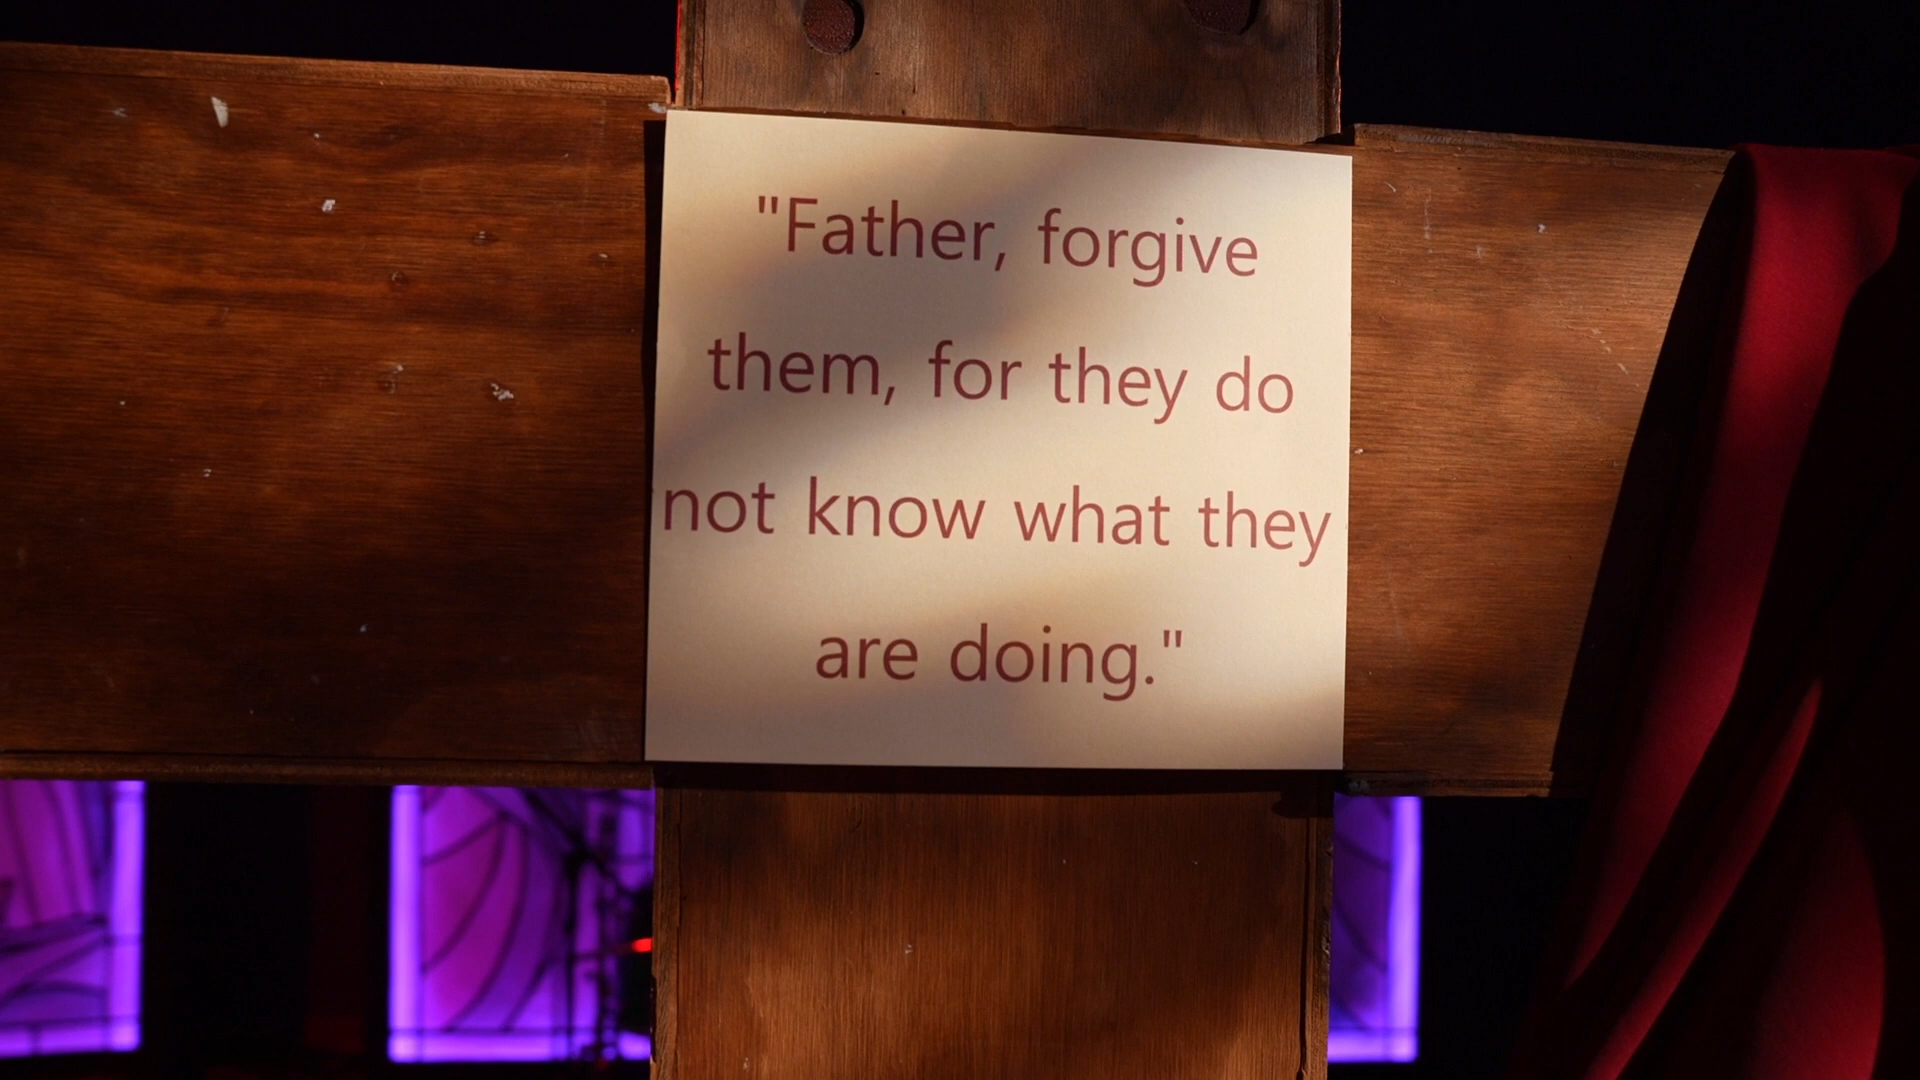 "Father, forgive
them, for they do
not know what they
are doing."